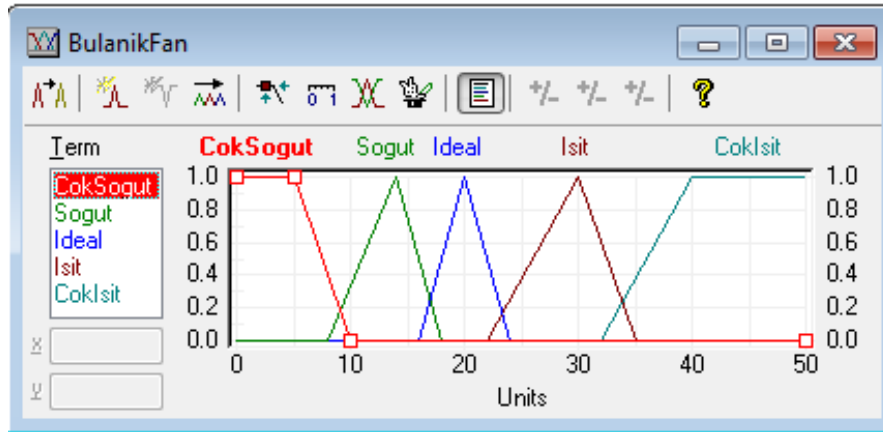 BulanikFan
0 1
+/- +/- +/- ?
Term
CokSogut
Sogut
Ideal
Isit
CokIsit
x
y
CokSogut Sogut Ideal Isit CokIsit
1.0 1.0
0.8 0.8
0.6 0.6
0.4 0.4
0.2 0.2
0.0 0.0
0 10 20 30 40 50
Units